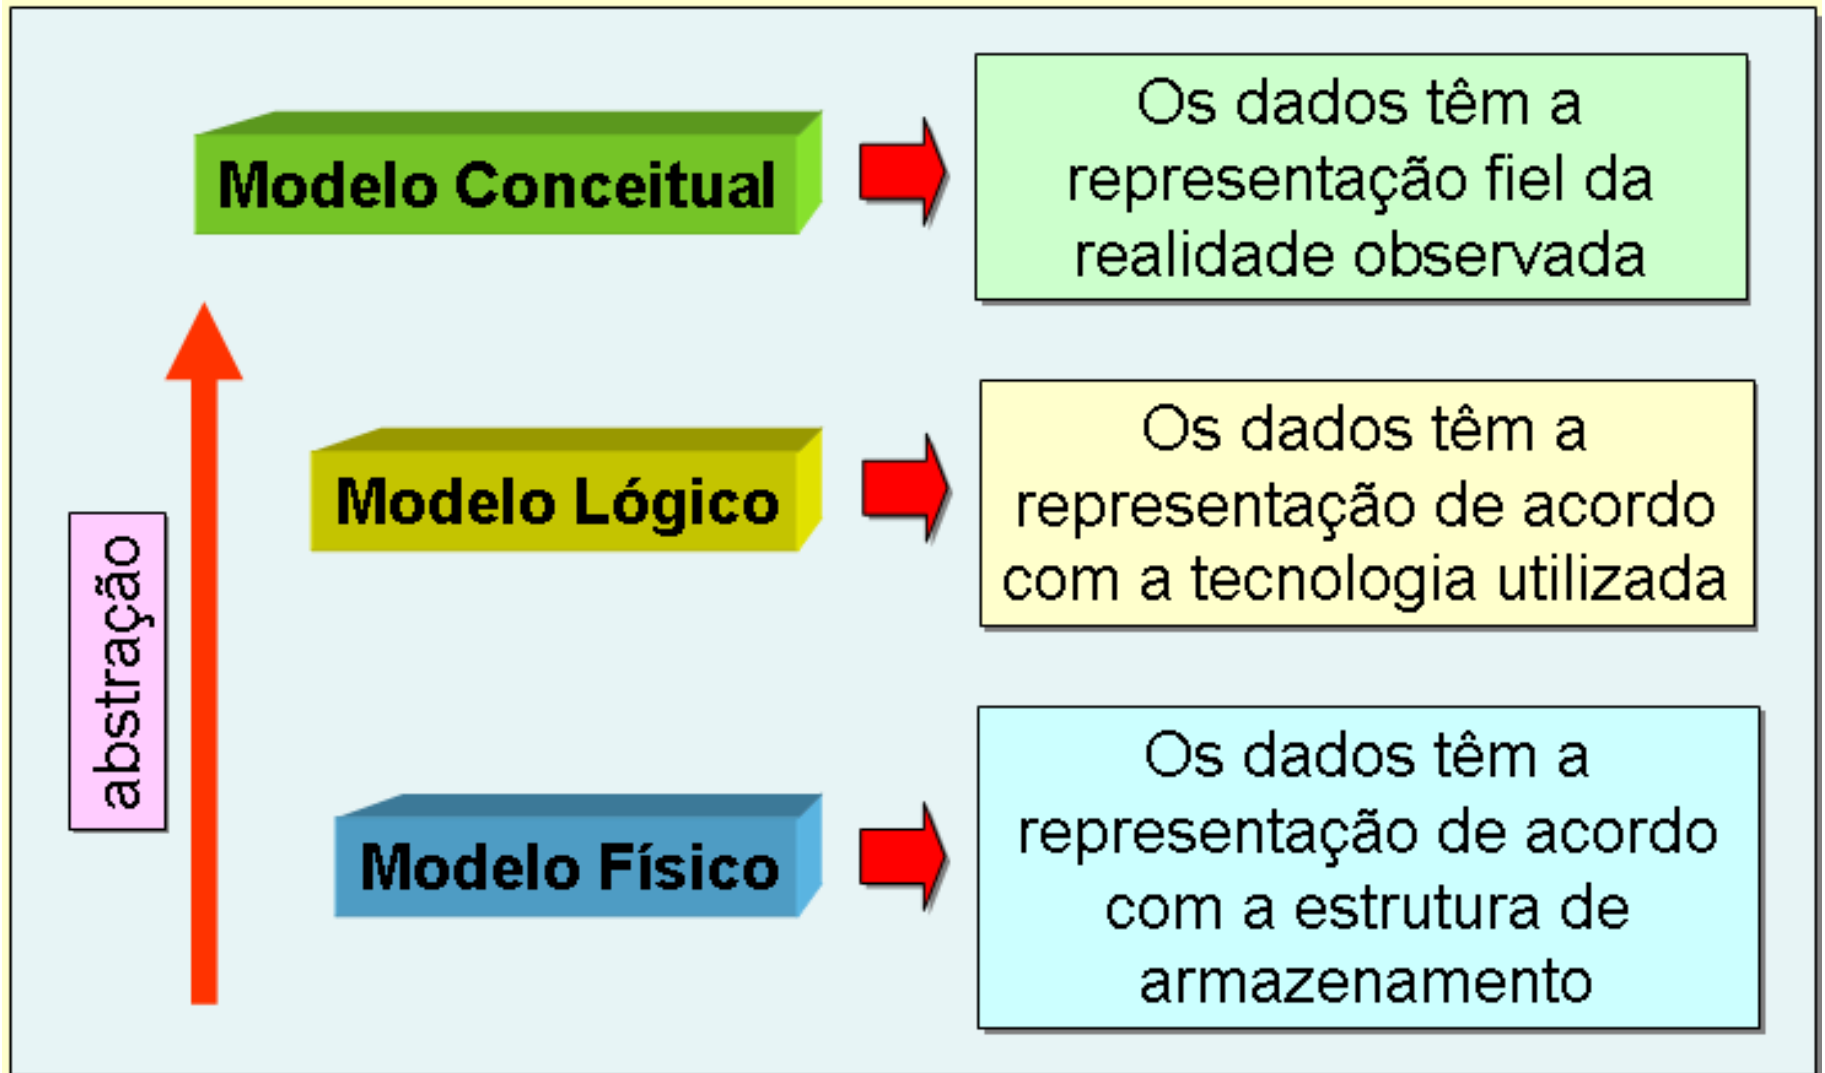 Modelo Conceitual
Os dados têm a
representação fiel da
realidade observada
abstração
Modelo Lógico
Os dados têm a
representação de acordo
com a tecnologia utilizada
Modelo Físico
Os dados têm a
representação de acordo
com a estrutura de
armazenamento